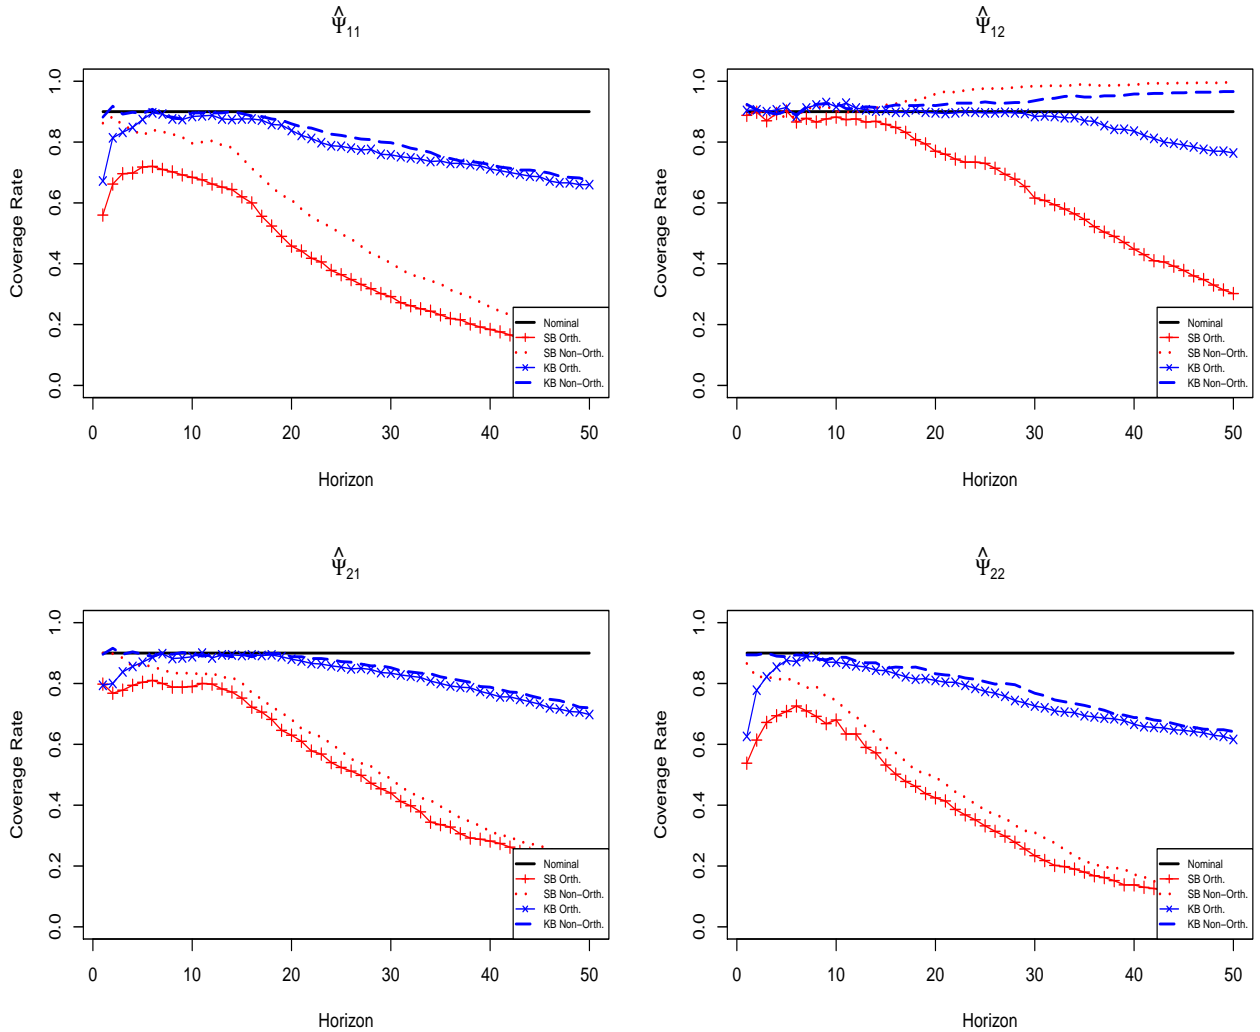 Ψ̂11
Coverage Rate
1.0
0.8
0.6
0.4
0.2
0.0
0 10 20 30 40 50
Horizon
Nominal
SB Orth.
SB Non−Orth.
KB Orth.
KB Non−Orth.
Ψ̂12
Coverage Rate
1.0
0.8
0.6
0.4
0.2
0.0
0 10 20 30 40 50
Horizon
Nominal
SB Orth.
SB Non−Orth.
KB Orth.
KB Non−Orth.
Ψ̂21
Coverage Rate
1.0
0.8
0.6
0.4
0.2
0.0
0 10 20 30 40 50
Horizon
Nominal
SB Orth.
SB Non−Orth.
KB Orth.
KB Non−Orth.
Ψ̂22
Coverage Rate
1.0
0.8
0.6
0.4
0.2
0.0
0 10 20 30 40 50
Horizon
Nominal
SB Orth.
SB Non−Orth.
KB Orth.
KB Non−Orth.